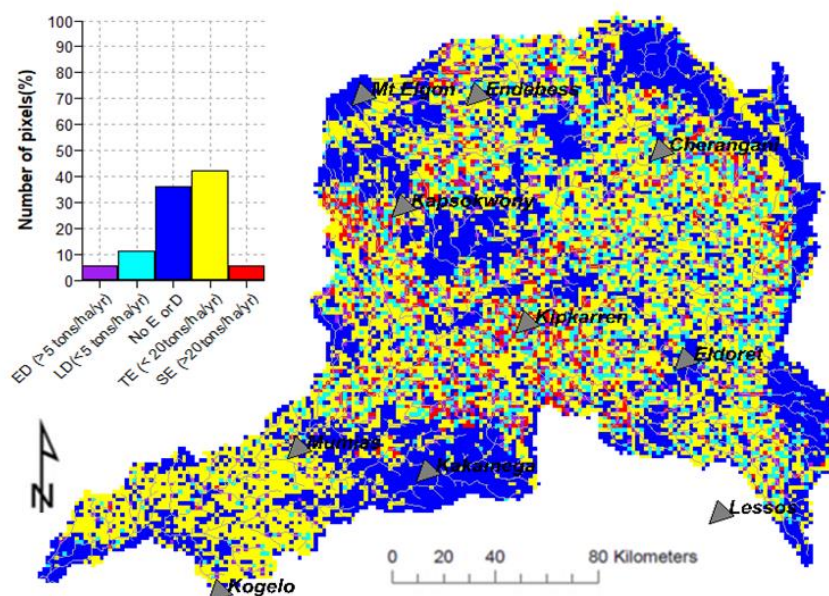 Number of pixels(%)
100
90
80
70
60
50
40
30
20
10
0
ED (> 5 tons/ha/yr)
LD(<5 tons/ha/yr)
No E or D
TE (< 20tons/ha/yr)
SE (>20tons/ha/yr)
Mt Elgon
Endebess
Cherangani
Kapsokwony
Kipkarren
Eldoret
Mumias
Kakamega
Lessos
Kogelo
N
0 20 40 80 Kilometers